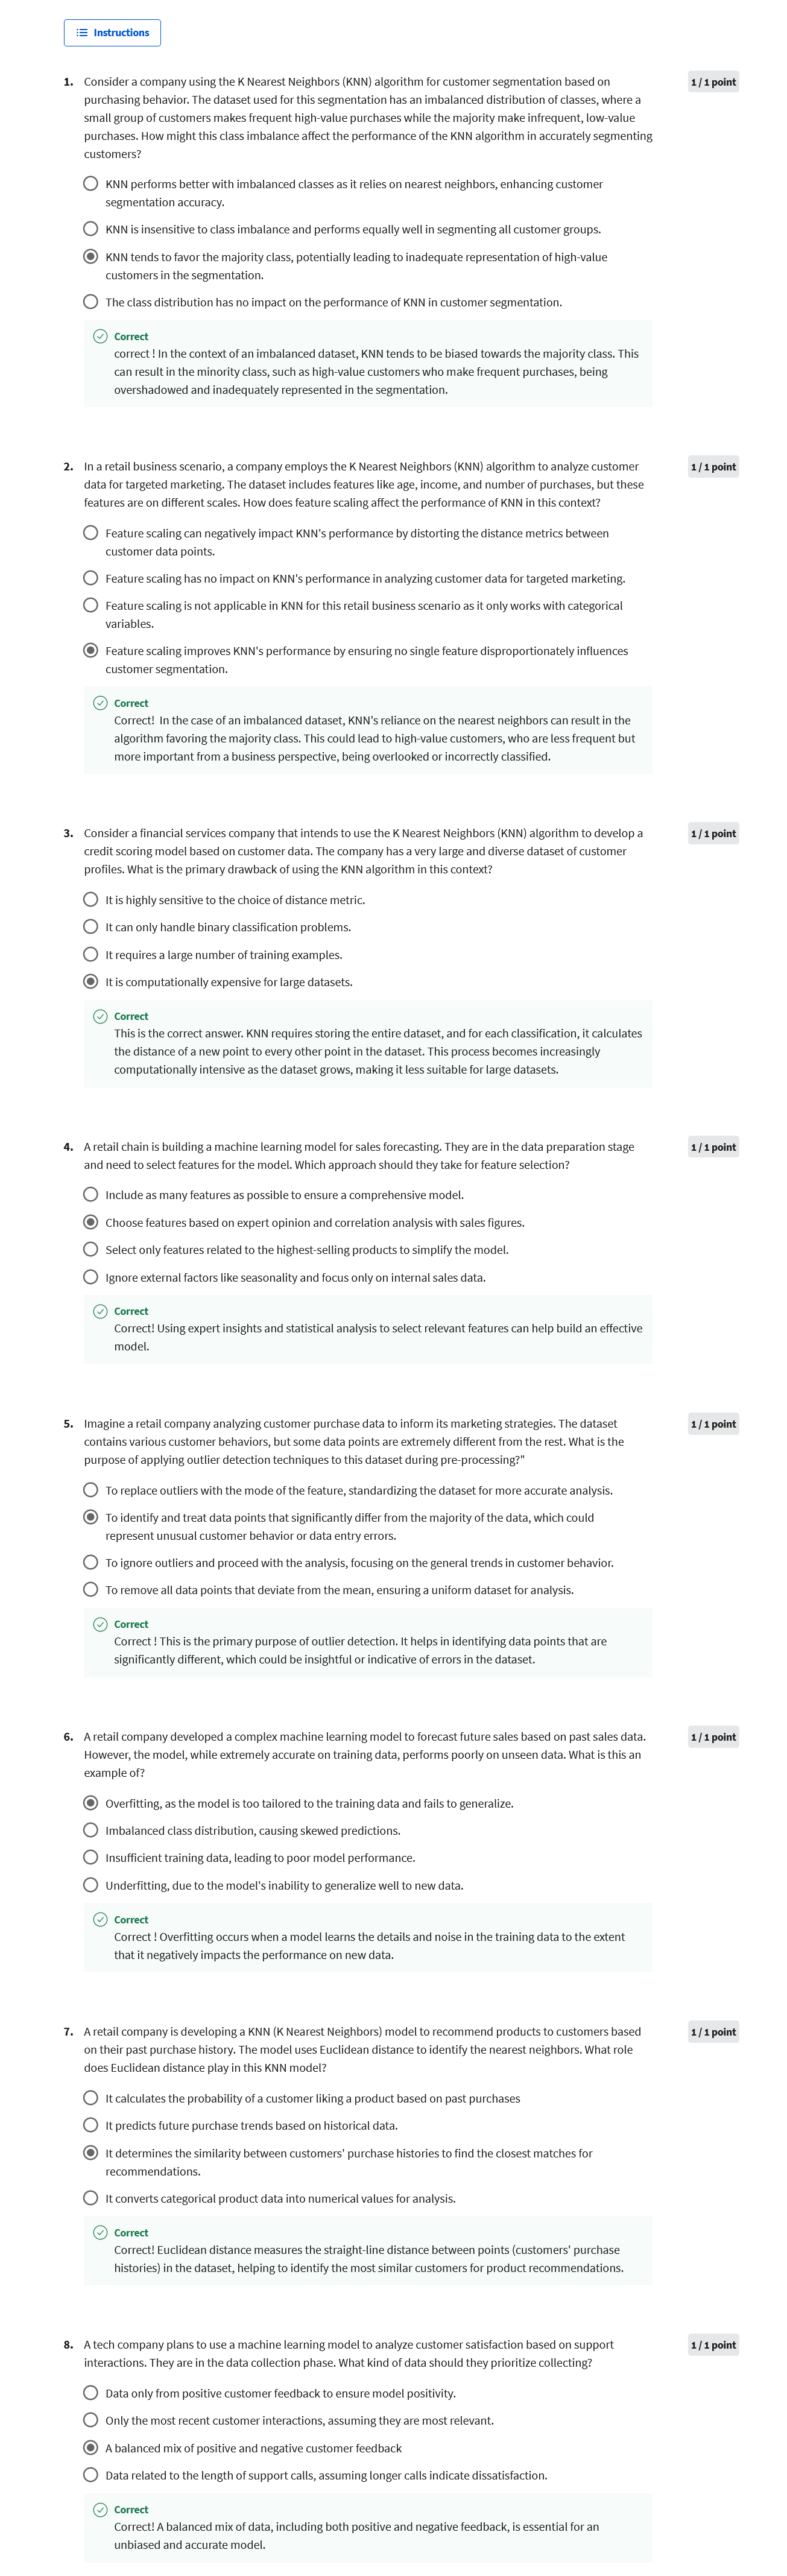 Instructions
1. Consider a company using the K Nearest Neighbors (KNN) algorithm for customer segmentation based on
1 / 1 point
purchasing behavior. The dataset used for this segmentation has an imbalanced distribution of classes, where a
small group of customers makes frequent high-value purchases while the majority make infrequent, low-value
purchases. How might this class imbalance affect the performance of the KNN algorithm in accurately segmenting
customers?
KNN performs better with imbalanced classes as it relies on nearest neighbors, enhancing customer
segmentation accuracy.
KNN is insensitive to class imbalance and performs equally well in segmenting all customer groups.
KNN tends to favor the majority class, potentially leading to inadequate representation of high-value
customers in the segmentation.
The class distribution has no impact on the performance of KNN in customer segmentation.
Correct
correct ! In the context of an imbalanced dataset, KNN tends to be biased towards the majority class. This
can result in the minority class, such as high-value customers who make frequent purchases, being
overshadowed and inadequately represented in the segmentation.
2. In a retail business scenario, a company employs the K Nearest Neighbors (KNN) algorithm to analyze customer
1 / 1 point
data for targeted marketing. The dataset includes features like age, income, and number of purchases, but these
features are on different scales. How does feature scaling affect the performance of KNN in this context?
Feature scaling can negatively impact KNN's performance by distorting the distance metrics between
customer data points.
Feature scaling has no impact on KNN's performance in analyzing customer data for targeted marketing.
Feature scaling is not applicable in KNN for this retail business scenario as it only works with categorical
variables.
Feature scaling improves KNN's performance by ensuring no single feature disproportionately influences
customer segmentation.
Correct
Correct! In the case of an imbalanced dataset, KNN's reliance on the nearest neighbors can result in the
algorithm favoring the majority class. This could lead to high-value customers, who are less frequent but
more important from a business perspective, being overlooked or incorrectly classified.
3. Consider a financial services company that intends to use the K Nearest Neighbors (KNN) algorithm to develop a
1 / 1 point
credit scoring model based on customer data. The company has a very large and diverse dataset of customer
profiles. What is the primary drawback of using the KNN algorithm in this context?
It is highly sensitive to the choice of distance metric.
It can only handle binary classification problems.
It requires a large number of training examples.
It is computationally expensive for large datasets.
Correct
This is the correct answer. KNN requires storing the entire dataset, and for each classification, it calculates
the distance of a new point to every other point in the dataset. This process becomes increasingly
computationally intensive as the dataset grows, making it less suitable for large datasets.
4. A retail chain is building a machine learning model for sales forecasting. They are in the data preparation stage
1 / 1 point
and need to select features for the model. Which approach should they take for feature selection?
Include as many features as possible to ensure a comprehensive model.
Choose features based on expert opinion and correlation analysis with sales figures.
Select only features related to the highest-selling products to simplify the model.
Ignore external factors like seasonality and focus only on internal sales data.
Correct
Correct! Using expert insights and statistical analysis to select relevant features can help build an effective
model.
5. Imagine a retail company analyzing customer purchase data to inform its marketing strategies. The dataset
1 / 1 point
contains various customer behaviors, but some data points are extremely different from the rest. What is the
purpose of applying outlier detection techniques to this dataset during pre-processing?"
To replace outliers with the mode of the feature, standardizing the dataset for more accurate analysis.
To identify and treat data points that significantly differ from the majority of the data, which could
represent unusual customer behavior or data entry errors.
To ignore outliers and proceed with the analysis, focusing on the general trends in customer behavior.
To remove all data points that deviate from the mean, ensuring a uniform dataset for analysis.
Correct
Correct ! This is the primary purpose of outlier detection. It helps in identifying data points that are
significantly different, which could be insightful or indicative of errors in the dataset.
6. A retail company developed a complex machine learning model to forecast future sales based on past sales data.
1 / 1 point
However, the model, while extremely accurate on training data, performs poorly on unseen data. What is this an
example of?
Overfitting, as the model is too tailored to the training data and fails to generalize.
Imbalanced class distribution, causing skewed predictions.
Insufficient training data, leading to poor model performance.
Underfitting, due to the model's inability to generalize well to new data.
Correct
Correct ! Overfitting occurs when a model learns the details and noise in the training data to the extent
that it negatively impacts the performance on new data.
7. A retail company is developing a KNN (K Nearest Neighbors) model to recommend products to customers based
1 / 1 point
on their past purchase history. The model uses Euclidean distance to identify the nearest neighbors. What role
does Euclidean distance play in this KNN model?
It calculates the probability of a customer liking a product based on past purchases
It predicts future purchase trends based on historical data.
It determines the similarity between customers' purchase histories to find the closest matches for
recommendations.
It converts categorical product data into numerical values for analysis.
Correct
Correct! Euclidean distance measures the straight-line distance between points (customers' purchase
histories) in the dataset, helping to identify the most similar customers for product recommendations.
8. A tech company plans to use a machine learning model to analyze customer satisfaction based on support
1 / 1 point
interactions. They are in the data collection phase. What kind of data should they prioritize collecting?
Data only from positive customer feedback to ensure model positivity.
Only the most recent customer interactions, assuming they are most relevant.
A balanced mix of positive and negative customer feedback
Data related to the length of support calls, assuming longer calls indicate dissatisfaction.
Correct
Correct! A balanced mix of data, including both positive and negative feedback, is essential for an
unbiased and accurate model.